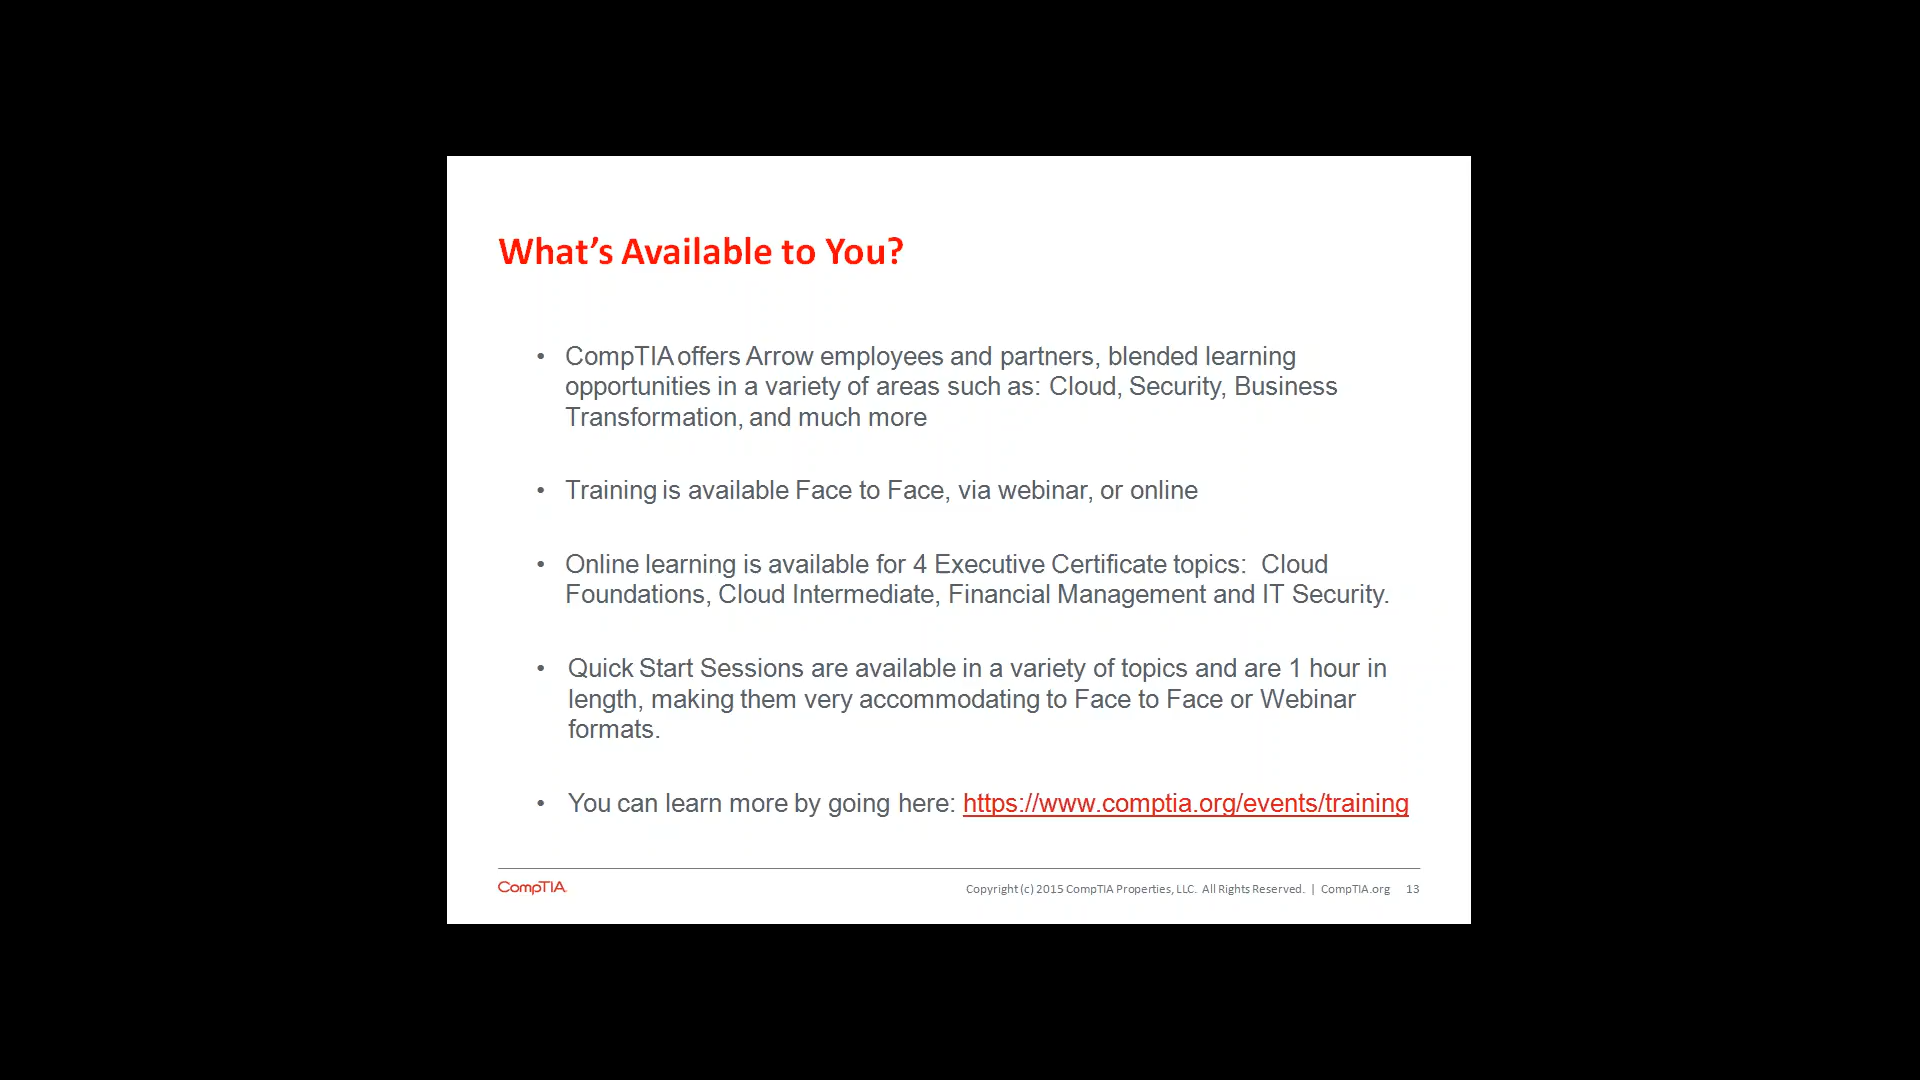 What’s Available to You?
• CompTIA offers Arrow employees and partners, blended learning
opportunities in a variety of areas such as: Cloud, Security, Business
Transformation, and much more
• Training is available Face to Face, via webinar, or online
• Online learning is available for 4 Executive Certificate topics: Cloud
Foundations, Cloud Intermediate, Financial Management and IT Security.
• Quick Start Sessions are available in a variety of topics and are 1 hour in
length, making them very accommodating to Face to Face or Webinar
formats.
• You can learn more by going here: https://www.comptia.org/events/training
CompTIA
Copyright (c) 2015 CompTIA Properties, LLC. All Rights Reserved. | CompTIA.org 13